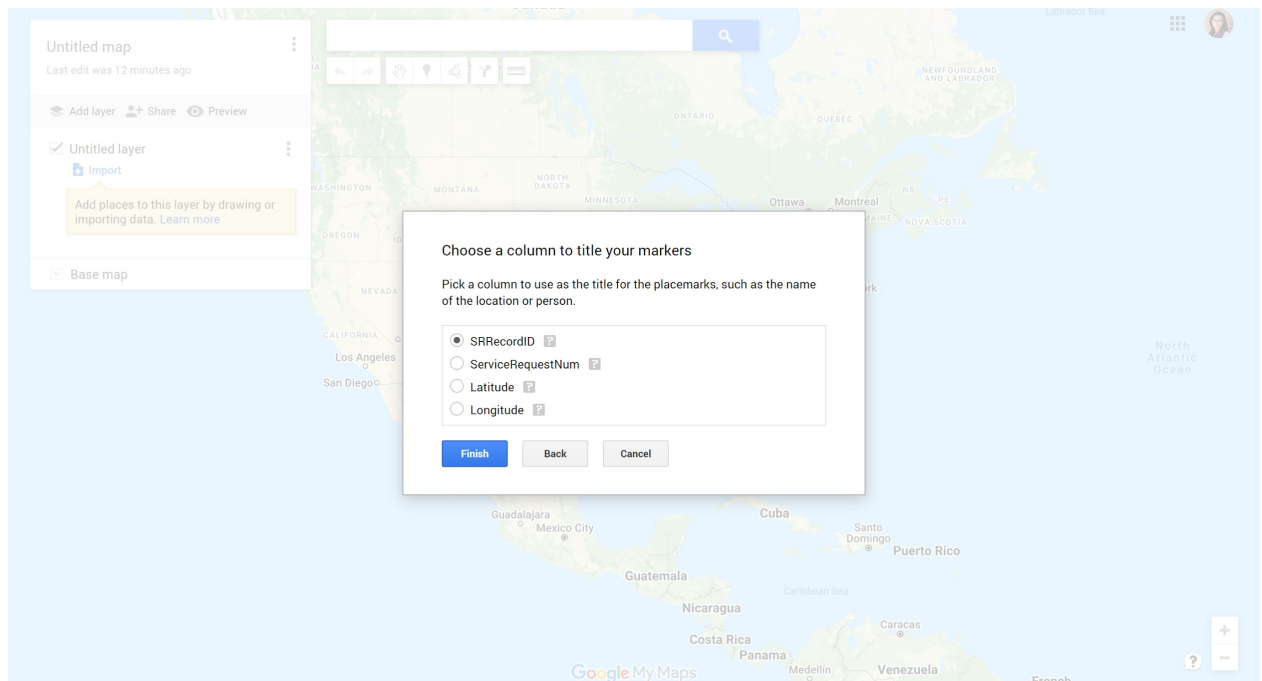 Untitled map
Last edit was 12 minutes ago
Add layer
Share
Preview
Untitled layer
Import
Add places to this layer by drawing or
importing data. Learn more
Base map
Labrador Sea
NEWFOUNDLAND
AND LABRADOR
ONTARIO
QUEBEC
WASHINGTON
MONTANA
NORTH
DAKOTA
MINNESOTA
Ottawa
Montreal
NB
PE
MAINE
NOVA SCOTIA
OREGON
NEVADA
CALIFORNIA
Los Angeles
San Diego
North
Atlantic
Ocean
Choose a column to title your markers
Pick a column to use as the title for the placemarks, such as the name
of the location or person.
SRRecordID ?
ServiceRequestNum ?
Latitude ?
Longitude ?
Finish
Back
Cancel
Guadalajara
Mexico City
Cuba
Santo
Domingo
Puerto Rico
Guatemala
Caribbean Sea
Nicaragua
Caracas
Costa Rica
Panama
Medellín
Venezuela
Google My Maps
?
+
−